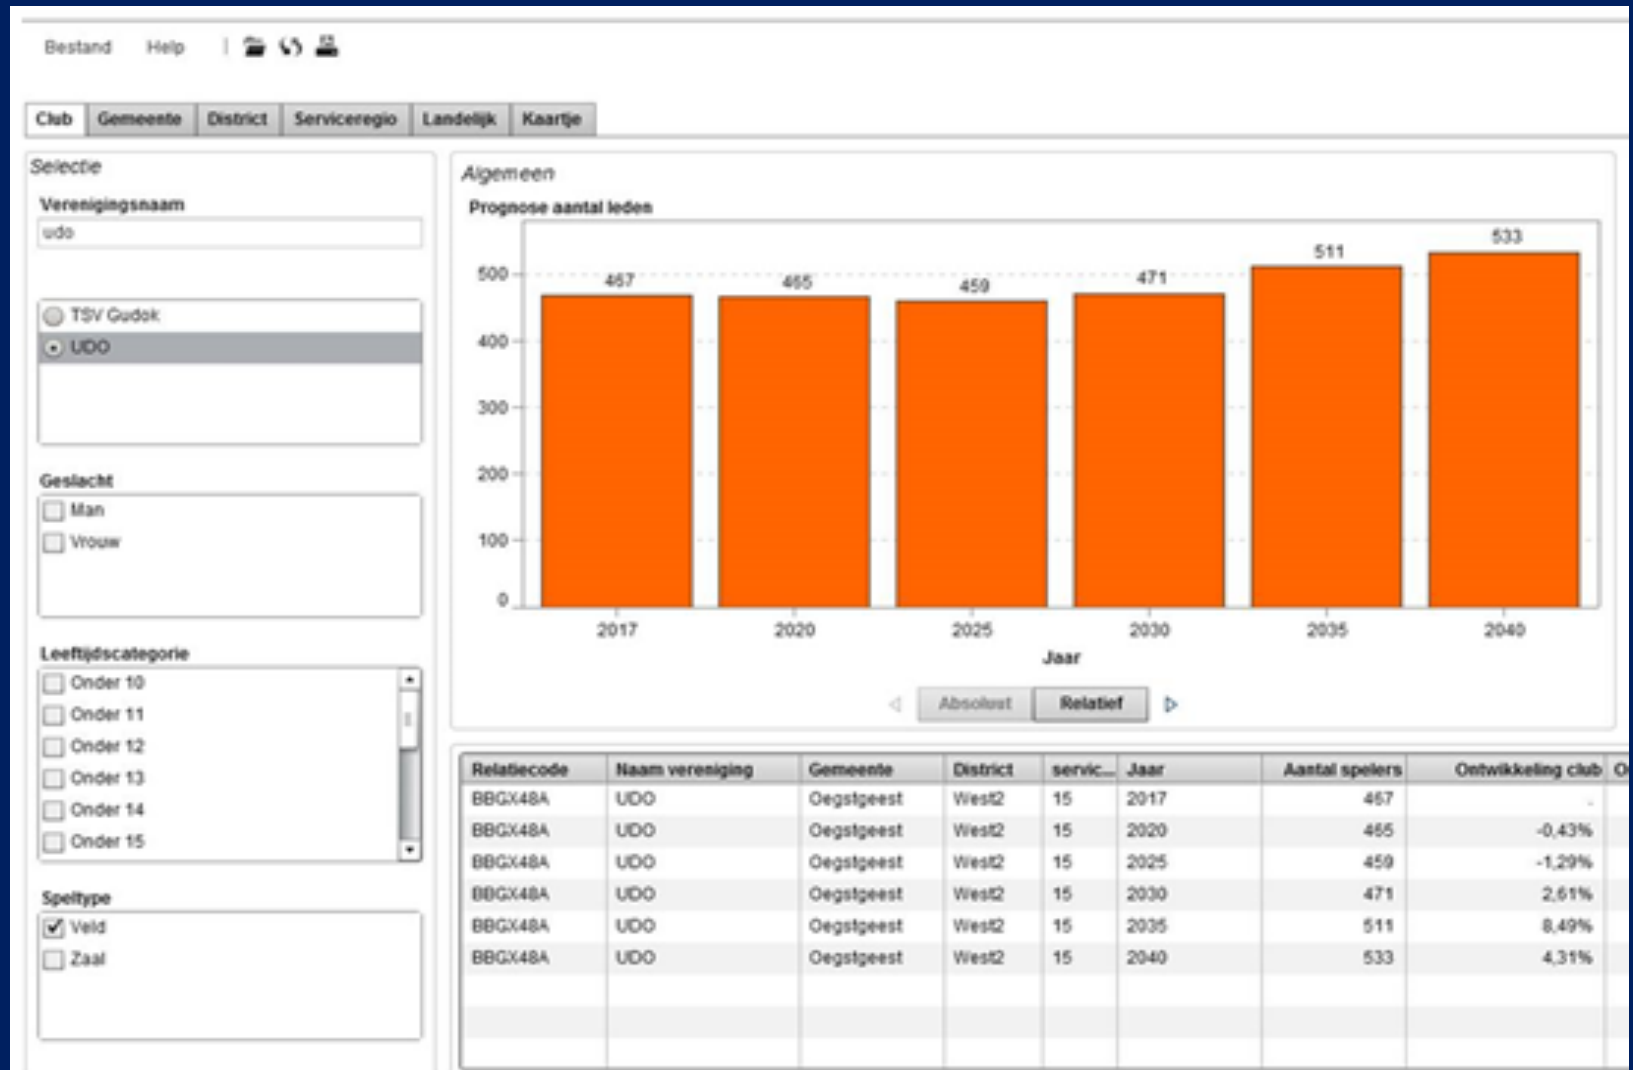 Bestand Help
Club Gemeente District Serviceregio Landelijk Kaartje
Selectie
Verenigingsnaam
udo
TSV Gudok
UDO
Geslacht
Man
Vrouw
Leeftijdscategorie
Onder 10
Onder 11
Onder 12
Onder 13
Onder 14
Onder 15
Speltype
Veld
Zaal
Algemeen
Prognose aantal leden
500
400
300
200
100
0
467 465 459 471 511 533
2017 2020 2025 2030 2035 2040
Jaar
Absoluut Relatief
Relatiecode Naam vereniging Gemeente District servic... Jaar Aantal spelers Ontwikkeling club O
BBGX48A UDO Oegstgeest West2 15 2017 467 .
BBGX48A UDO Oegstgeest West2 15 2020 465 -0,43%
BBGX48A UDO Oegstgeest West2 15 2025 459 -1,29%
BBGX48A UDO Oegstgeest West2 15 2030 471 2,61%
BBGX48A UDO Oegstgeest West2 15 2035 511 8,49%
BBGX48A UDO Oegstgeest West2 15 2040 533 4,31%